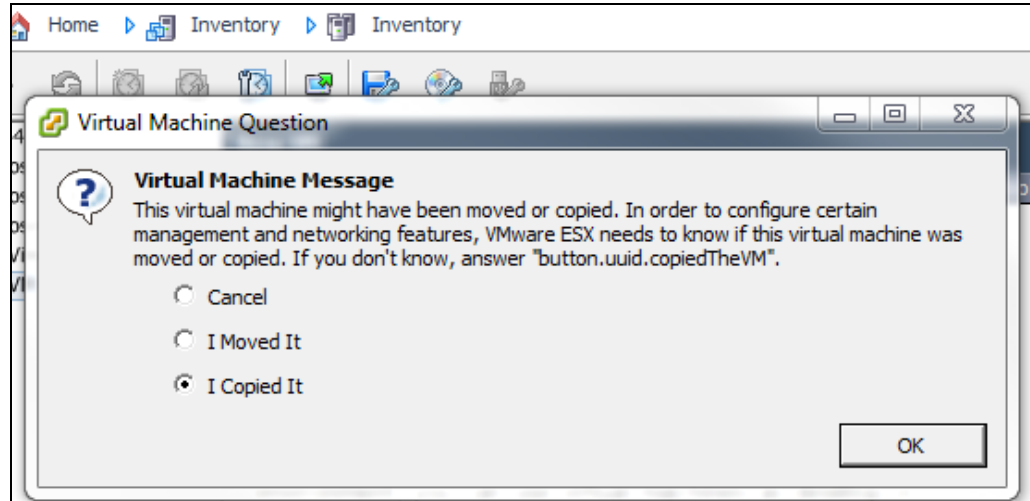 Home Inventory Inventory
Virtual Machine Question
Virtual Machine Message
This virtual machine might have been moved or copied. In order to configure certain
management and networking features, VMware ESX needs to know if this virtual machine was
moved or copied. If you don't know, answer "button.uuid.copiedTheVM".
Cancel
I Moved It
I Copied It
OK